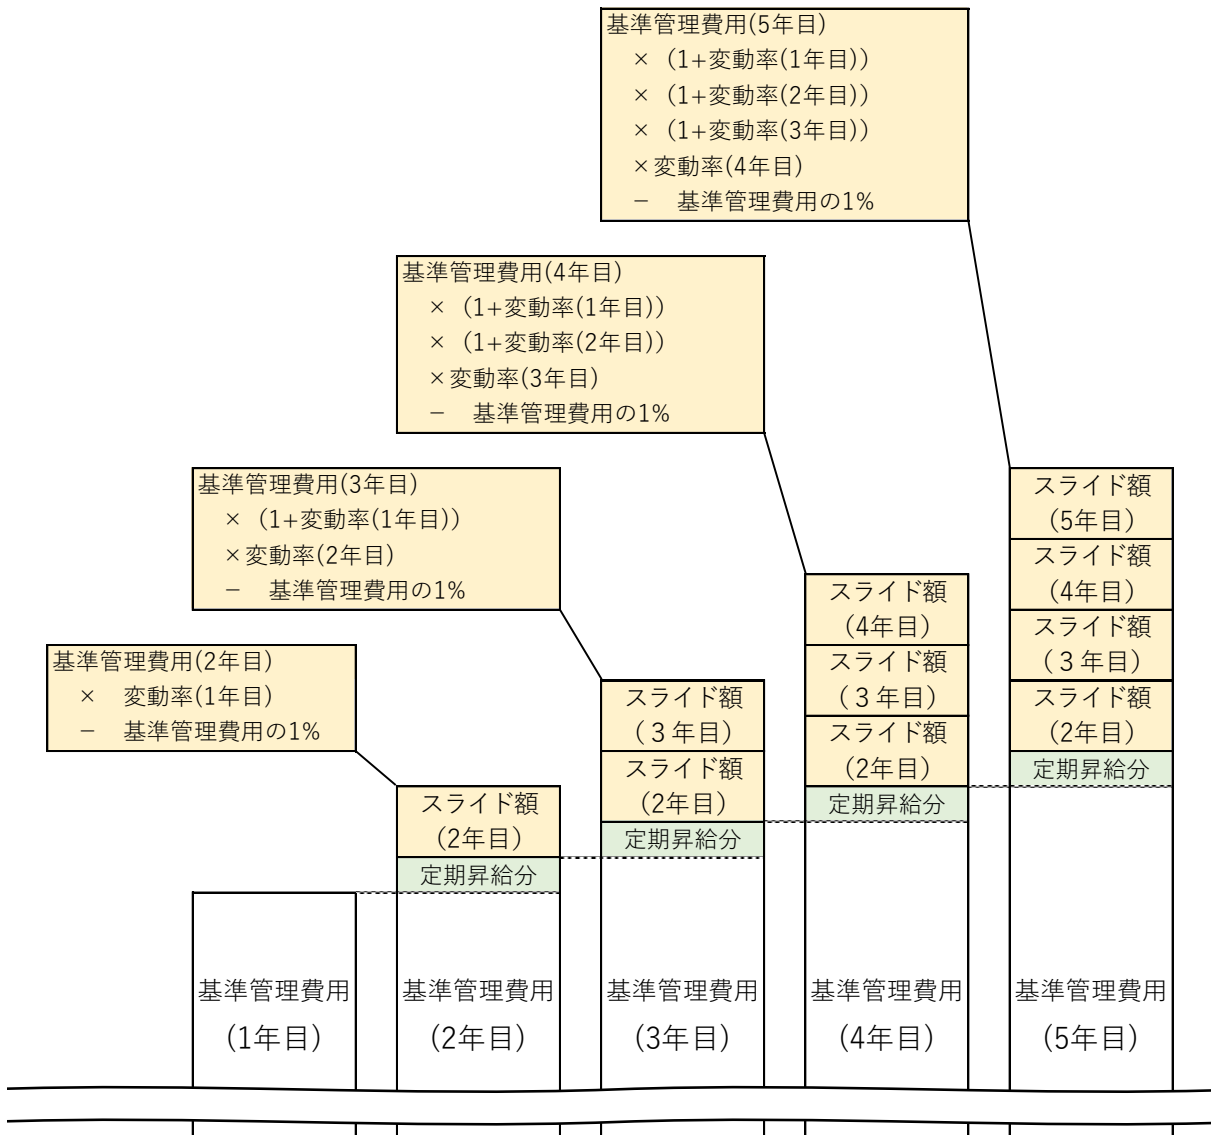 基準管理費用(5年目)
×（1+変動率(1年目)）
×（1+変動率(2年目)）
×（1+変動率(3年目)）
×変動率(4年目)
－　基準管理費用の1%
基準管理費用(4年目)
×（1+変動率(1年目)）
×（1+変動率(2年目)）
×変動率(3年目)
－　基準管理費用の1%
基準管理費用(3年目)
×（1+変動率(1年目)）
×変動率(2年目)
－　基準管理費用の1%
基準管理費用(2年目)
×　変動率(1年目)
－　基準管理費用の1%
スライド額
(2年目)
定期昇給分
スライド額
(３年目)
スライド額
(2年目)
定期昇給分
スライド額
(4年目)
スライド額
(３年目)
スライド額
(2年目)
定期昇給分
スライド額
(5年目)
スライド額
(4年目)
スライド額
(３年目)
スライド額
(2年目)
定期昇給分
基準管理費用
(1年目)
基準管理費用
(2年目)
基準管理費用
(3年目)
基準管理費用
(4年目)
基準管理費用
(5年目)